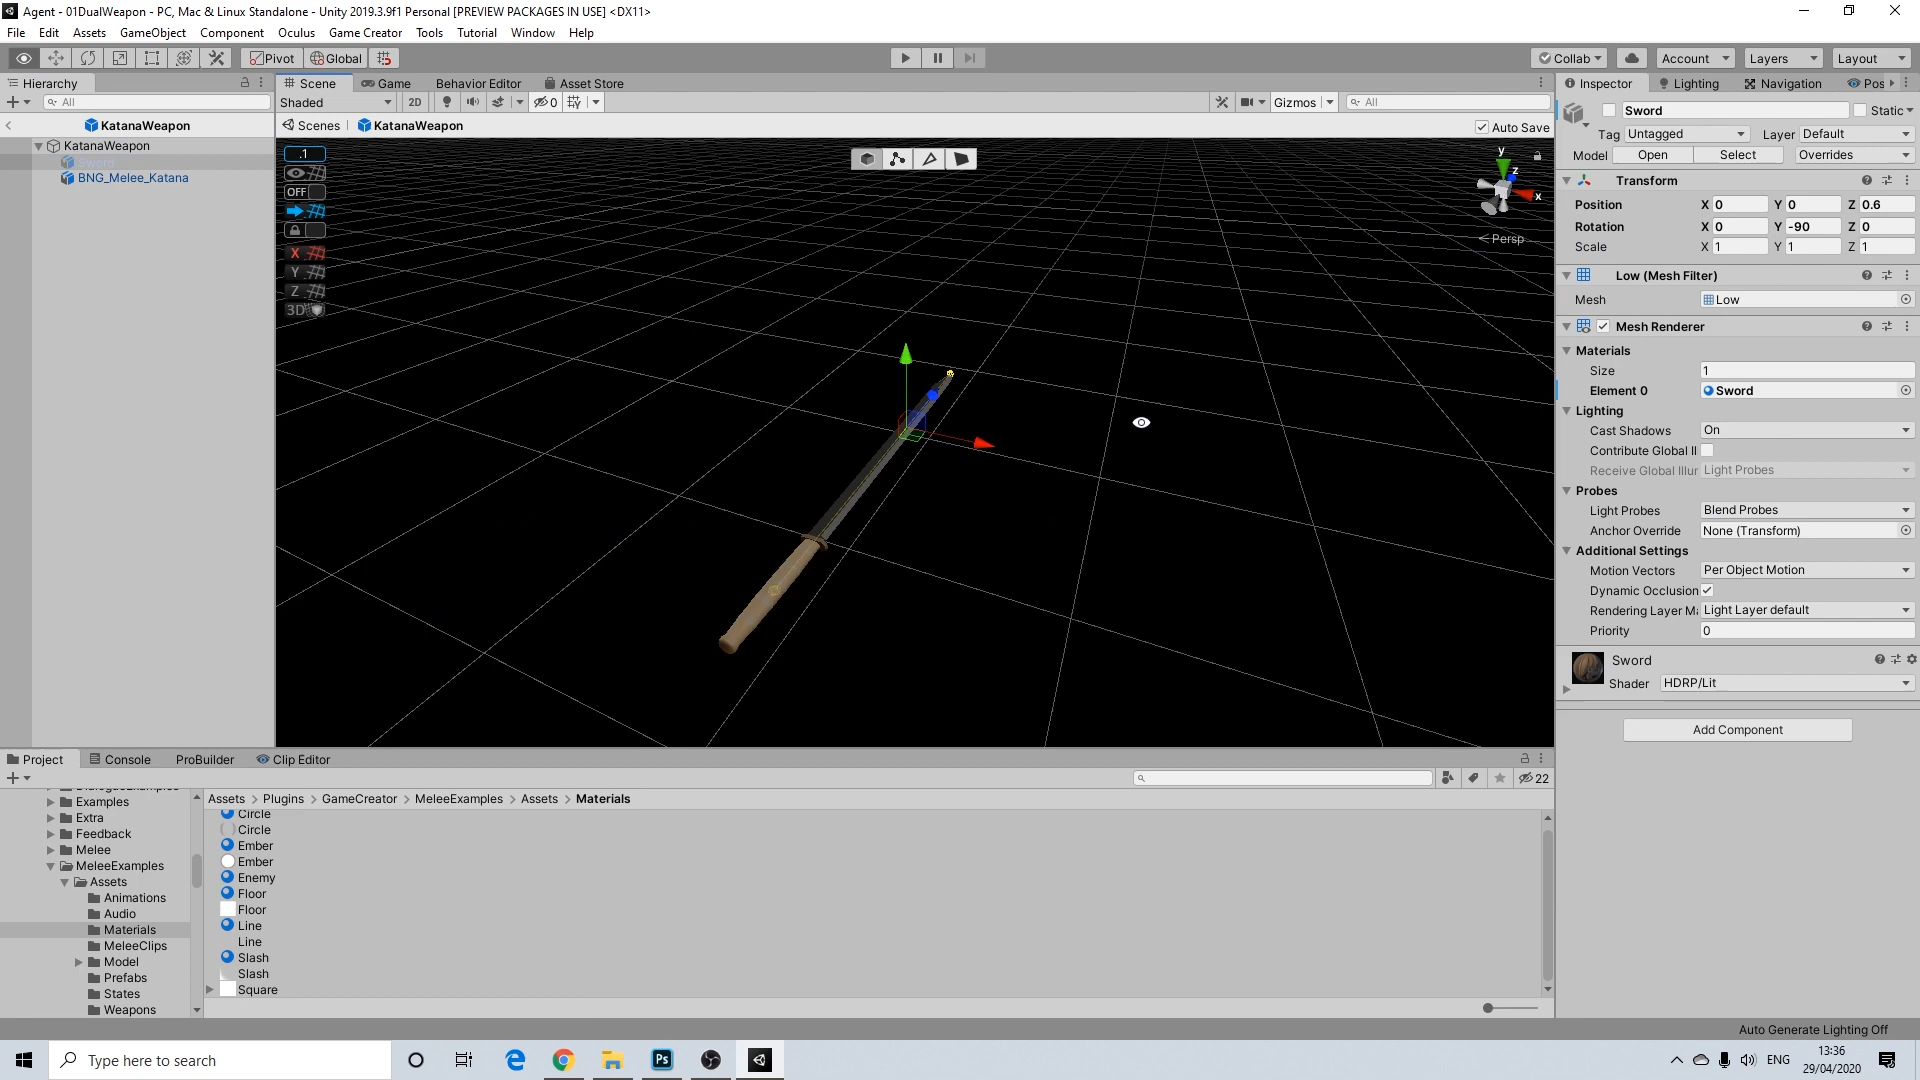 Agent - 01DualWeapon - PC, Mac & Linux Standalone - Unity 2019.3.9f1 Personal [PREVIEW PACKAGES IN USE] <DX11>
File Edit Assets GameObject Component Oculus Game Creator Tools Tutorial Window Help
Pivot Global Collab Account Layers Layout
Hierarchy Scene Game Behavior Editor Asset Store Inspector Lighting Navigation Pos
All Shaded 2D 0 Gizmos All
KatanaWeapon Scenes KatanaWeapon Auto Save
KatanaWeapon
Sword
BNG_Melee_Katana
.1
OFF
X
Y
Z
3D
y
z
x
Persp
Sword Static
Tag Untagged Layer Default
Model Open Select Overrides
Transform
Position X 0 Y 0 Z 0.6
Rotation X 0 Y -90 Z 0
Scale X 1 Y 1 Z 1
Low (Mesh Filter)
Mesh Low
Mesh Renderer
Materials
Size 1
Element 0 Sword
Lighting
Cast Shadows On
Contribute Global Il
Receive Global Illur Light Probes
Probes
Light Probes Blend Probes
Anchor Override None (Transform)
Additional Settings
Motion Vectors Per Object Motion
Dynamic Occlusion
Rendering Layer Ma Light Layer default
Priority 0
Sword
Shader HDRP/Lit
Add Component
Project Console ProBuilder Clip Editor
22
Assets > Plugins > GameCreator > MeleeExamples > Assets > Materials
Examples
Extra
Feedback
Melee
MeleeExamples
Assets
Animations
Audio
Materials
MeleeClips
Model
Prefabs
States
Weapons
Circle
Circle
Ember
Ember
Enemy
Floor
Floor
Line
Line
Slash
Slash
Square
Auto Generate Lighting Off
Type here to search
Ps
ENG
13:36
29/04/2020